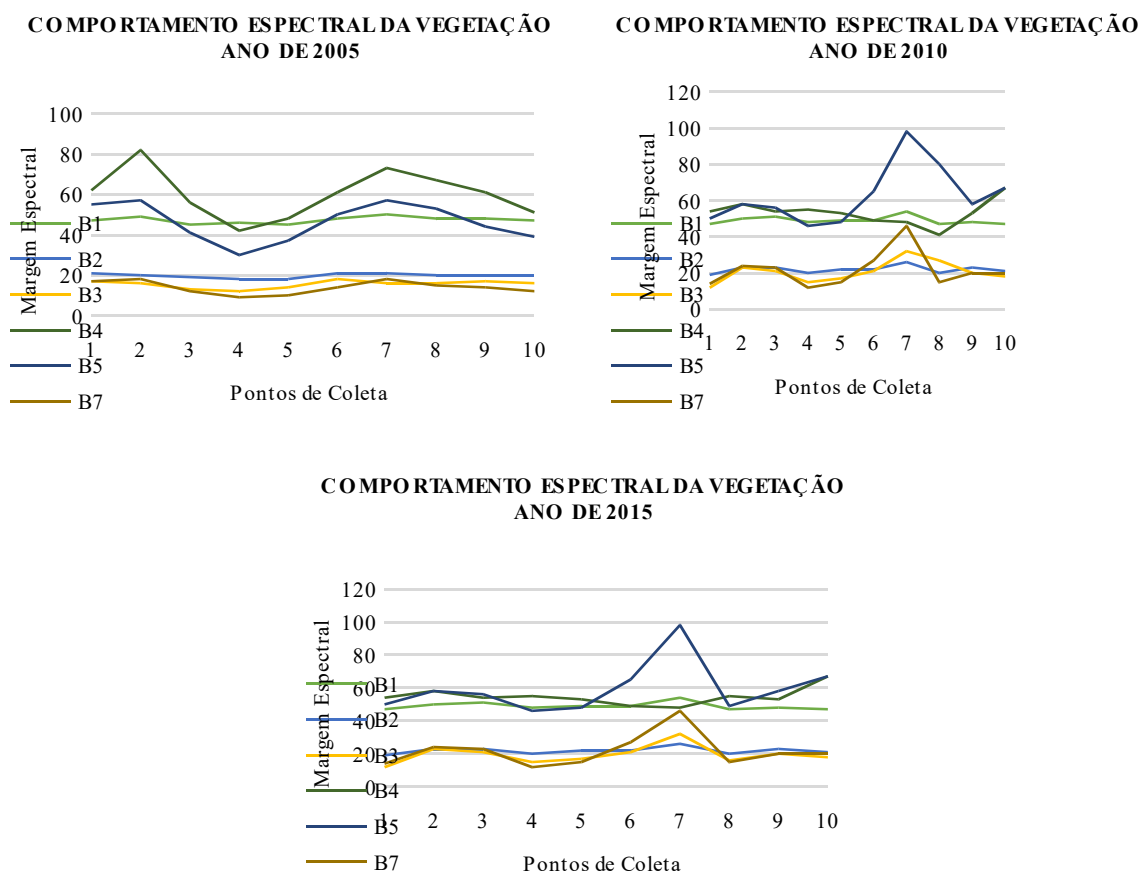 COMPORTAMENTO ESPECTRAL DA VEGETAÇÃO
ANO DE 2005
Margem Espectral
100
80
60
40
20
0
1 2 3 4 5 6 7 8 9 10
Pontos de Coleta
B1
B2
B3
B4
B5
B7
COMPORTAMENTO ESPECTRAL DA VEGETAÇÃO
ANO DE 2010
Margem Espectral
120
100
80
60
40
20
0
1 2 3 4 5 6 7 8 9 10
Pontos de Coleta
B1
B2
B3
B4
B5
B7
COMPORTAMENTO ESPECTRAL DA VEGETAÇÃO
ANO DE 2015
Margem Espectral
120
100
80
60
40
20
0
1 2 3 4 5 6 7 8 9 10
Pontos de Coleta
B1
B2
B3
B4
B5
B7